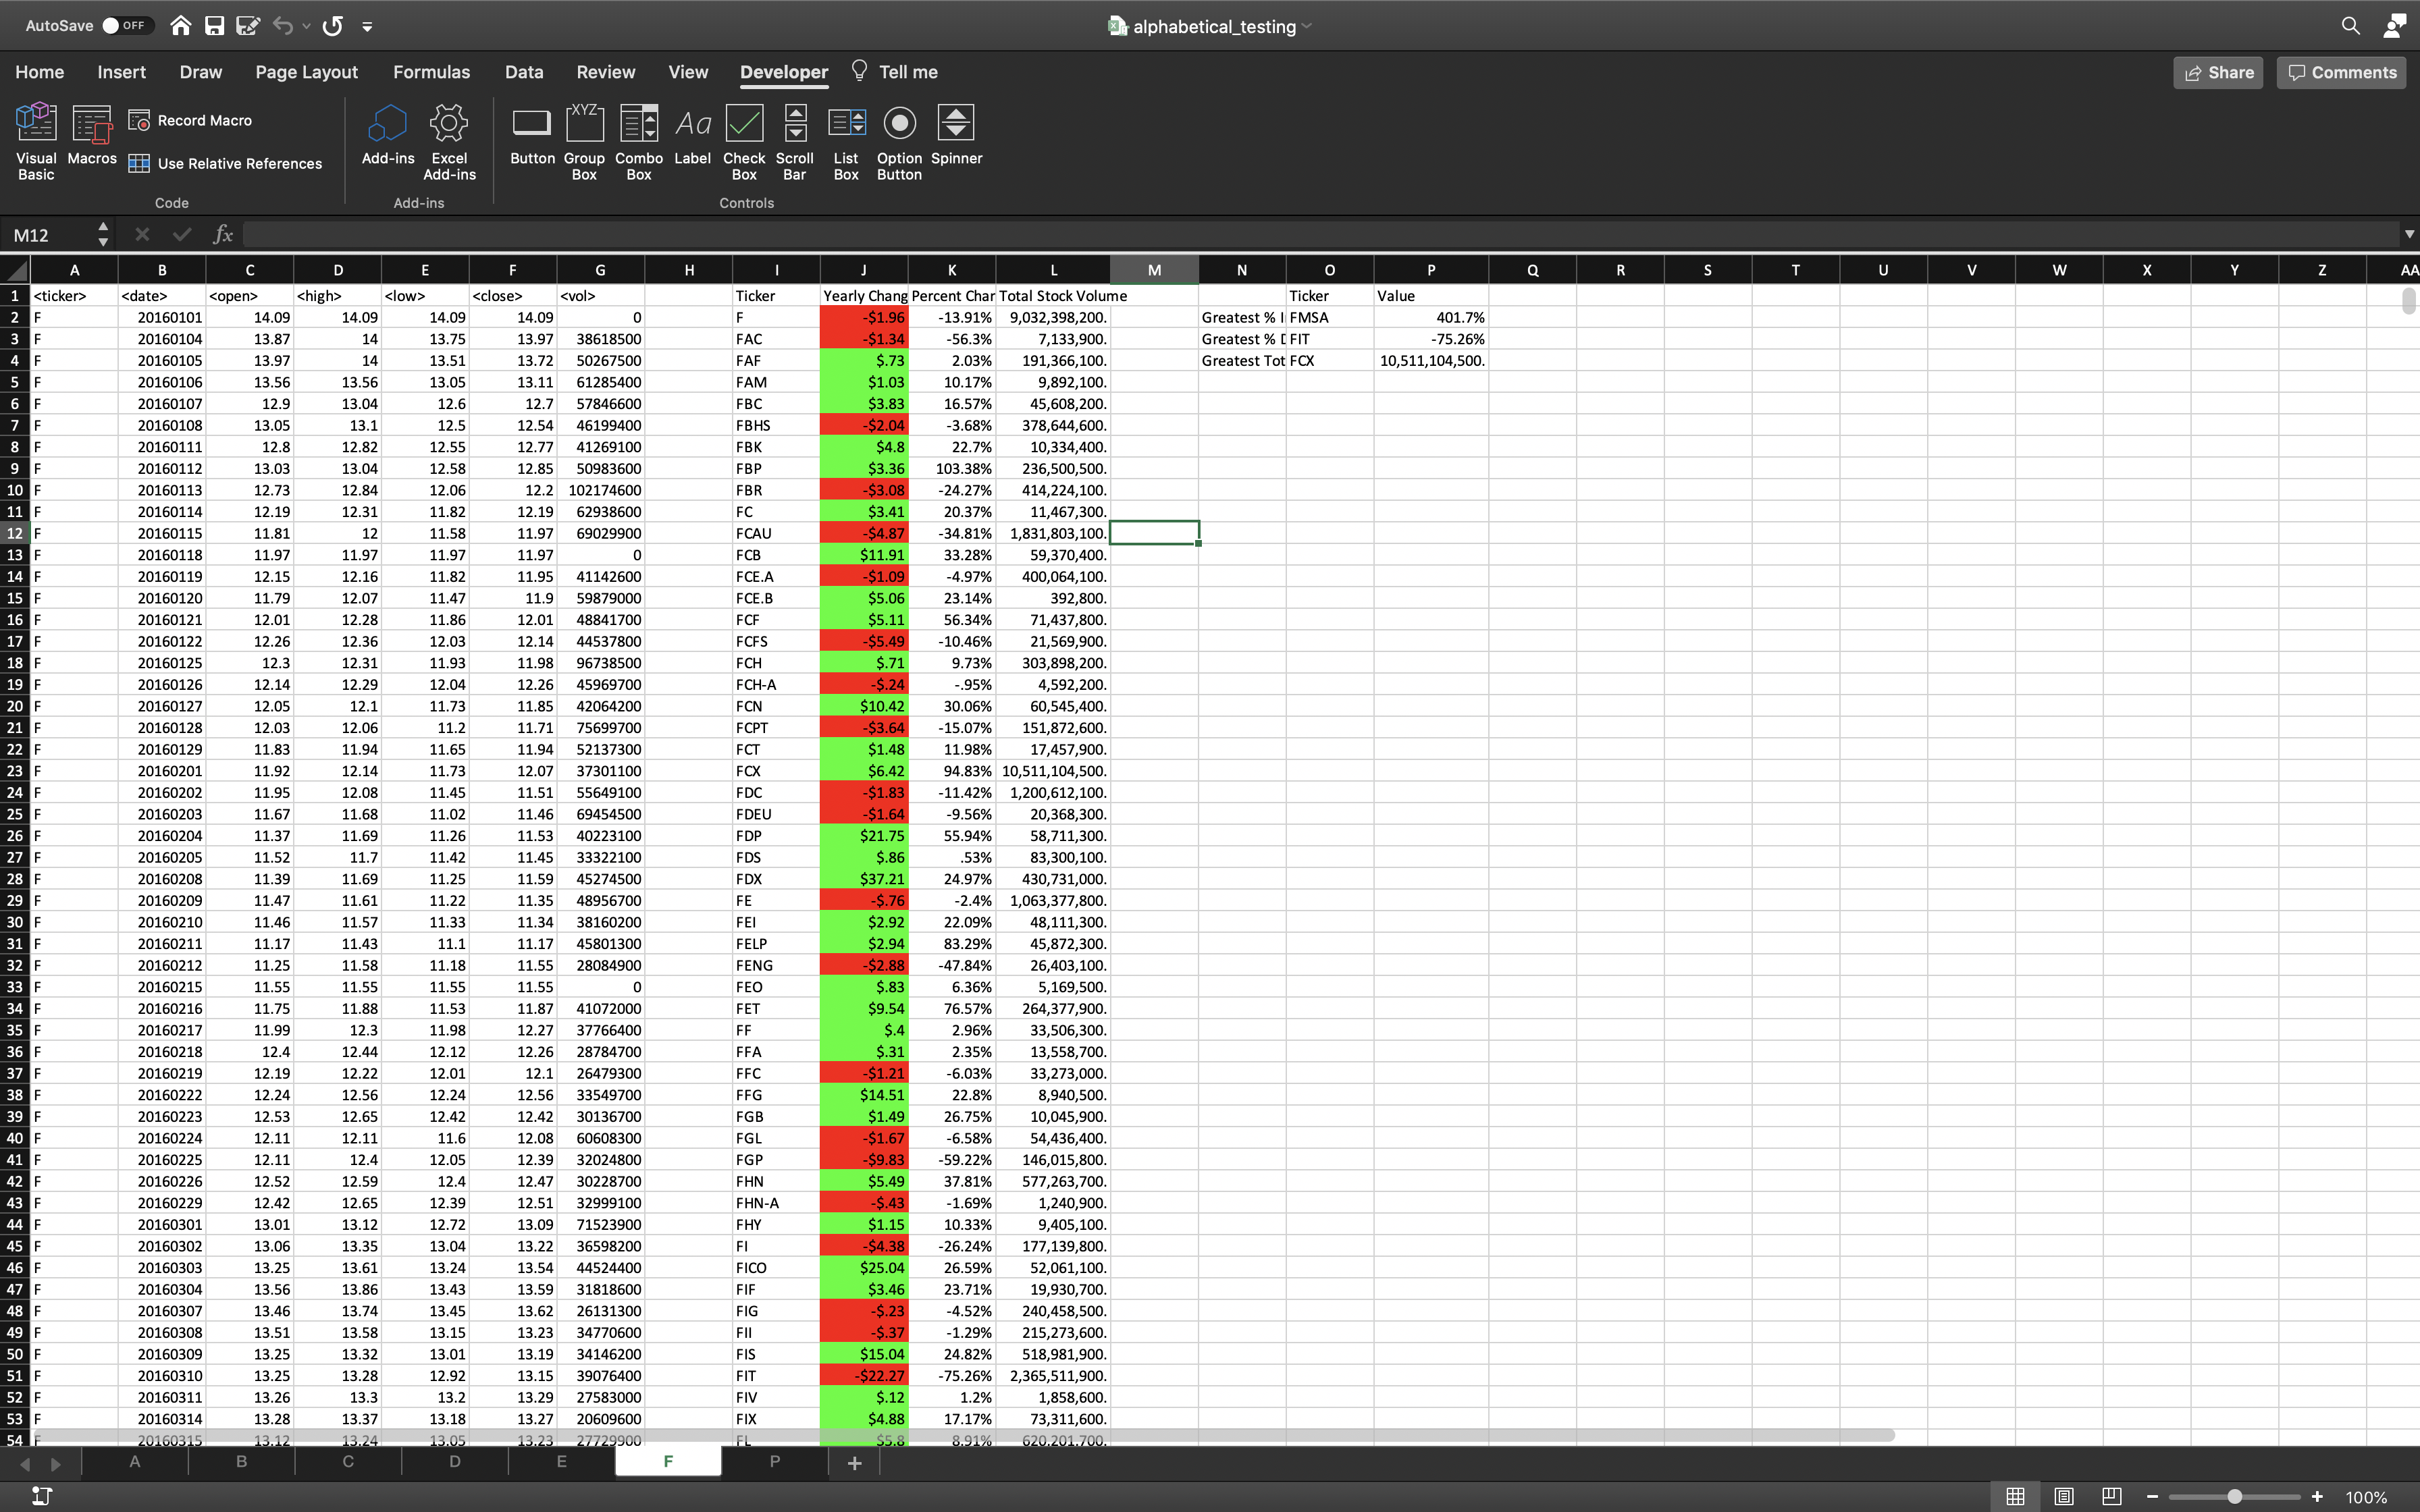 AutoSave OFF alphabetical_testing
Home Insert Draw Page Layout Formulas Data Review View Developer Tell me Share Comments
Visual Basic Macros Record Macro Use Relative References Add-ins Excel Add-ins XYZ Button Group Box Combo Box Aa Label Check Box Scroll Bar List Box Option Button Spinner
Code Add-ins Controls
M12 fx
A B C D E F G H I J K L M N O P Q R S T U V W X Y Z AA
1 <ticker> <date> <open> <high> <low> <close> <vol> Ticker Yearly Chang Percent Char Total Stock Volume Ticker Value
2 F 20160101 14.09 14.09 14.09 14.09 0 F -$1.96 -13.91% 9,032,398,200. Greatest % I FMSA 401.7%
3 F 20160104 13.87 14 13.75 13.97 38618500 FAC -$1.34 -56.3% 7,133,900. Greatest % D FIT -75.26%
4 F 20160105 13.97 14 13.51 13.72 50267500 FAF $.73 2.03% 191,366,100. Greatest Tot FCX 10,511,104,500.
5 F 20160106 13.56 13.56 13.05 13.11 61285400 FAM $1.03 10.17% 9,892,100.
6 F 20160107 12.9 13.04 12.6 12.7 57846600 FBC $3.83 16.57% 45,608,200.
7 F 20160108 13.05 13.1 12.5 12.54 46199400 FBHS -$2.04 -3.68% 378,644,600.
8 F 20160111 12.8 12.82 12.55 12.77 41269100 FBK $4.8 22.7% 10,334,400.
9 F 20160112 13.03 13.04 12.58 12.85 50983600 FBP $3.36 103.38% 236,500,500.
10 F 20160113 12.73 12.84 12.06 12.2 102174600 FBR -$3.08 -24.27% 414,224,100.
11 F 20160114 12.19 12.31 11.82 12.19 62938600 FC $3.41 20.37% 11,467,300.
12 F 20160115 11.81 12 11.58 11.97 69029900 FCAU -$4.87 -34.81% 1,831,803,100.
13 F 20160118 11.97 11.97 11.97 11.97 0 FCB $11.91 33.28% 59,370,400.
14 F 20160119 12.15 12.16 11.82 11.95 41142600 FCE.A -$1.09 -4.97% 400,064,100.
15 F 20160120 11.79 12.07 11.47 11.9 59879000 FCE.B $5.06 23.14% 392,800.
16 F 20160121 12.01 12.28 11.86 12.01 48841700 FCF $5.11 56.34% 71,437,800.
17 F 20160122 12.26 12.36 12.03 12.14 44537800 FCFS -$5.49 -10.46% 21,569,900.
18 F 20160125 12.3 12.31 11.93 11.98 96738500 FCH $.71 9.73% 303,898,200.
19 F 20160126 12.14 12.29 12.04 12.26 45969700 FCH-A -$.24 -.95% 4,592,200.
20 F 20160127 12.05 12.1 11.73 11.85 42064200 FCN $10.42 30.06% 60,545,400.
21 F 20160128 12.03 12.06 11.2 11.71 75699700 FCPT -$3.64 -15.07% 151,872,600.
22 F 20160129 11.83 11.94 11.65 11.94 52137300 FCT $1.48 11.98% 17,457,900.
23 F 20160201 11.92 12.14 11.73 12.07 37301100 FCX $6.42 94.83% 10,511,104,500.
24 F 20160202 11.95 12.08 11.45 11.51 55649100 FDC -$1.83 -11.42% 1,200,612,100.
25 F 20160203 11.67 11.68 11.02 11.46 69454500 FDEU -$1.64 -9.56% 20,368,300.
26 F 20160204 11.37 11.69 11.26 11.53 40223100 FDP $21.75 55.94% 58,711,300.
27 F 20160205 11.52 11.7 11.42 11.45 33322100 FDS $.86 .53% 83,300,100.
28 F 20160208 11.39 11.69 11.25 11.59 45274500 FDX $37.21 24.97% 430,731,000.
29 F 20160209 11.47 11.61 11.22 11.35 48956700 FE -$.76 -2.4% 1,063,377,800.
30 F 20160210 11.46 11.57 11.33 11.34 38160200 FEI $2.92 22.09% 48,111,300.
31 F 20160211 11.17 11.43 11.1 11.17 45801300 FELP $2.94 83.29% 45,872,300.
32 F 20160212 11.25 11.58 11.18 11.55 28084900 FENG -$2.88 -47.84% 26,403,100.
33 F 20160215 11.55 11.55 11.55 11.55 0 FEO $.83 6.36% 5,169,500.
34 F 20160216 11.75 11.88 11.53 11.87 41072000 FET $9.54 76.57% 264,377,900.
35 F 20160217 11.99 12.3 11.98 12.27 37766400 FF $.4 2.96% 33,506,300.
36 F 20160218 12.4 12.44 12.12 12.26 28784700 FFA $.31 2.35% 13,558,700.
37 F 20160219 12.19 12.22 12.01 12.1 26479300 FFC -$1.21 -6.03% 33,273,000.
38 F 20160222 12.24 12.56 12.24 12.56 33549700 FFG $14.51 22.8% 8,940,500.
39 F 20160223 12.53 12.65 12.42 12.42 30136700 FGB $1.49 26.75% 10,045,900.
40 F 20160224 12.11 12.11 11.6 12.08 60608300 FGL -$1.67 -6.58% 54,436,400.
41 F 20160225 12.11 12.4 12.05 12.39 32024800 FGP -$9.83 -59.22% 146,015,800.
42 F 20160226 12.52 12.59 12.4 12.47 30228700 FHN $5.49 37.81% 577,263,700.
43 F 20160229 12.42 12.65 12.39 12.51 32999100 FHN-A -$.43 -1.69% 1,240,900.
44 F 20160301 13.01 13.12 12.72 13.09 71523900 FHY $1.15 10.33% 9,405,100.
45 F 20160302 13.06 13.35 13.04 13.22 36598200 FI -$4.38 -26.24% 177,139,800.
46 F 20160303 13.25 13.61 13.24 13.54 44524400 FICO $25.04 26.59% 52,061,100.
47 F 20160304 13.56 13.86 13.43 13.59 31818600 FIF $3.46 23.71% 19,930,700.
48 F 20160307 13.46 13.74 13.45 13.62 26131300 FIG -$.23 -4.52% 240,458,500.
49 F 20160308 13.51 13.58 13.15 13.23 34770600 FII -$.37 -1.29% 215,273,600.
50 F 20160309 13.25 13.32 13.01 13.19 34146200 FIS $15.04 24.82% 518,981,900.
51 F 20160310 13.25 13.28 12.92 13.15 39076400 FIT -$22.27 -75.26% 2,365,511,900.
52 F 20160311 13.26 13.3 13.2 13.29 27583000 FIV $.12 1.2% 1,858,600.
53 F 20160314 13.28 13.37 13.18 13.27 20609600 FIX $4.88 17.17% 73,311,600.
54 F 20160315 13.12 13.24 13.05 13.23 27729900 FL $5.8 8.91% 620,201,700.
A B C D E F P +
100%